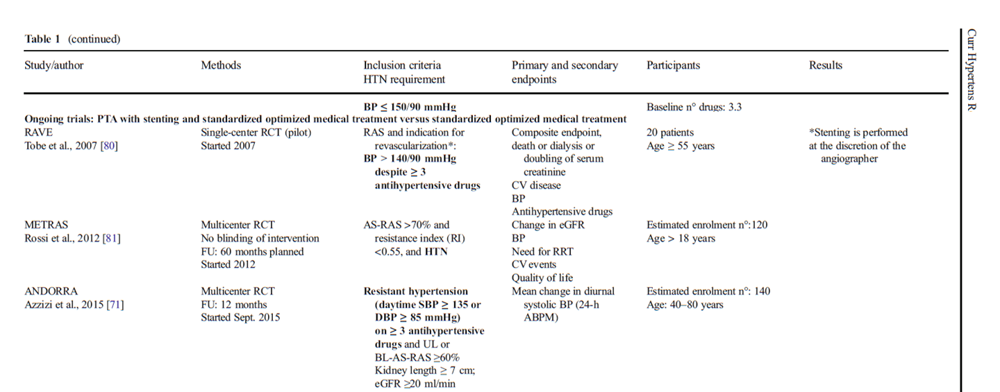 Table 1 (continued)
Study/author Methods Inclusion criteria Primary and secondary Participants Results
HTN requirement endpoints
BP ≤ 150/90 mmHg Baseline n° drugs: 3.3
Ongoing trials: PTA with stenting and standardized optimized medical treatment versus standardized optimized medical treatment
RAVE Single-center RCT (pilot) RAS and indication for Composite endpoint, 20 patients *Stenting is performed
Tobe et al., 2007 [80] Started 2007 revascularization*: death or dialysis or Age ≥ 55 years at the discretion of the
BP > 140/90 mmHg doubling of serum angiographer
despite ≥ 3 creatinine
antihypertensive drugs CV disease
BP
Antihypertensive drugs
METRAS Multicenter RCT AS-RAS >70% and Change in eGFR Estimated enrolment n°:120
Rossi et al., 2012 [81] No blinding of intervention resistance index (RI) BP Age > 18 years
FU: 60 months planned <0.55, and HTN Need for RRT
Started 2012 CV events
Quality of life
ANDORRA Multicenter RCT Resistant hypertension Mean change in diurnal Estimated enrolment n°: 140
Azzizi et al., 2015 [71] FU: 12 months (daytime SBP ≥ 135 or systolic BP (24-h Age: 40–80 years
Started Sept. 2015 DBP ≥ 85 mmHg) ABPM)
on ≥ 3 antihypertensive
drugs and UL or
BL-AS-RAS ≥60%
Kidney length ≥ 7 cm;
eGFR ≥20 ml/min
Curr Hypertens R